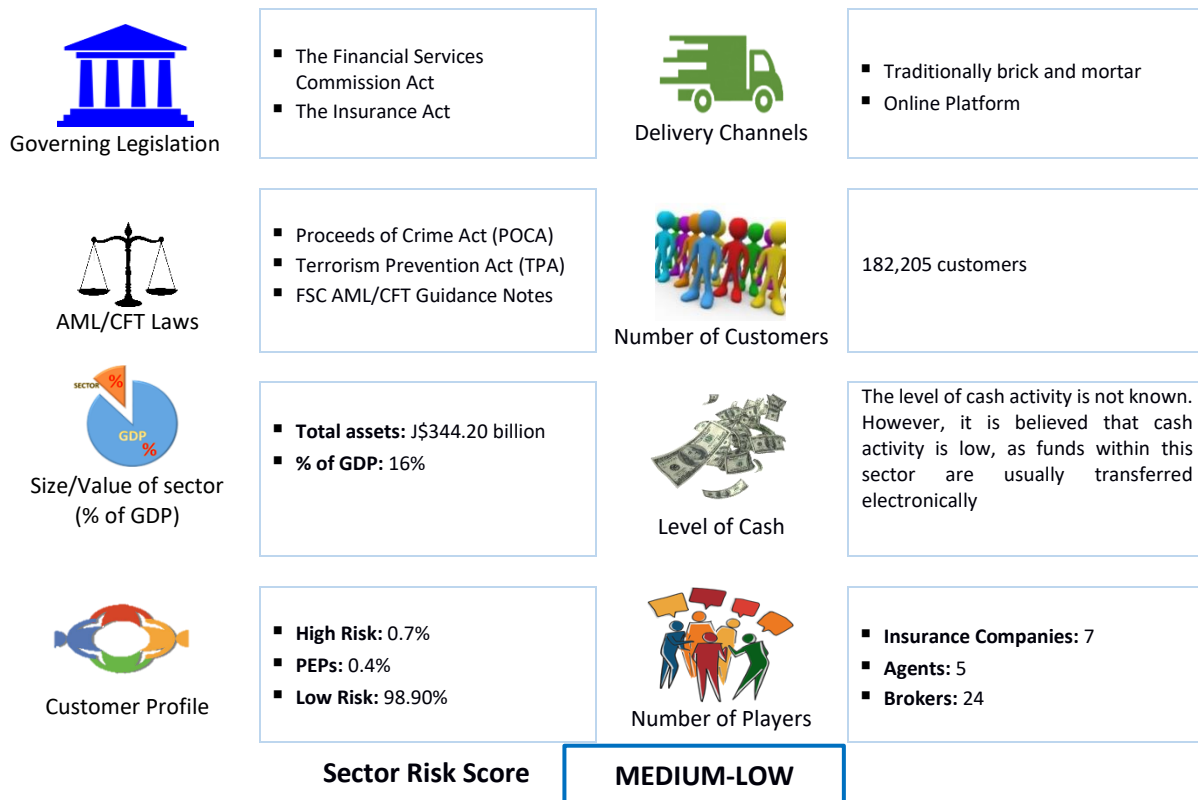 Governing Legislation
▪ The Financial Services
Commission Act
▪ The Insurance Act
Delivery Channels
▪ Traditionally brick and mortar
▪ Online Platform
AML/CFT Laws
▪ Proceeds of Crime Act (POCA)
▪ Terrorism Prevention Act (TPA)
▪ FSC AML/CFT Guidance Notes
Number of Customers
182,205 customers
SECTOR
%
GDP
%
Size/Value of sector
(% of GDP)
▪ Total assets: J$344.20 billion
▪ % of GDP: 16%
Level of Cash
The level of cash activity is not known.
However, it is believed that cash
activity is low, as funds within this
sector are usually transferred
electronically
Customer Profile
▪ High Risk: 0.7%
▪ PEPs: 0.4%
▪ Low Risk: 98.90%
Number of Players
▪ Insurance Companies: 7
▪ Agents: 5
▪ Brokers: 24
Sector Risk Score
MEDIUM-LOW